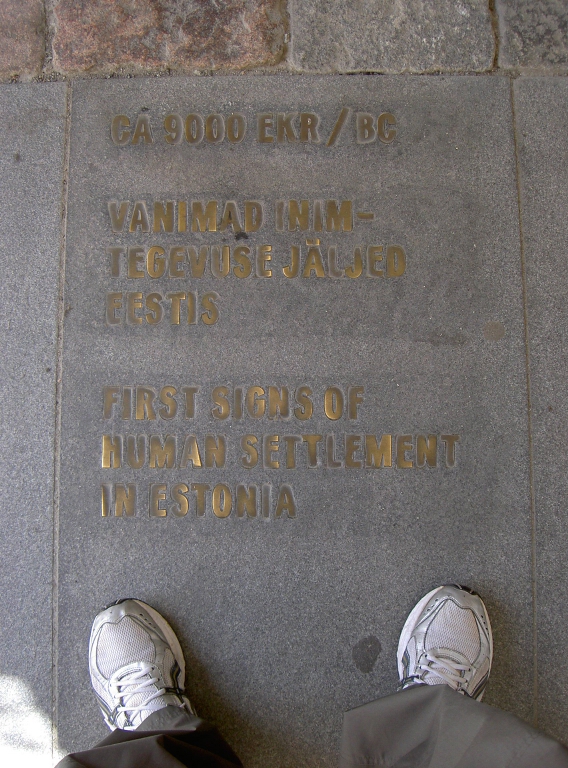 CA 9000 EKR/BC
VANIMAD INIM-
TEGEVUSE JÄLJED
EESTIS
FIRST SIGNS OF
HUMAN SETTLEMENT
IN ESTONIA